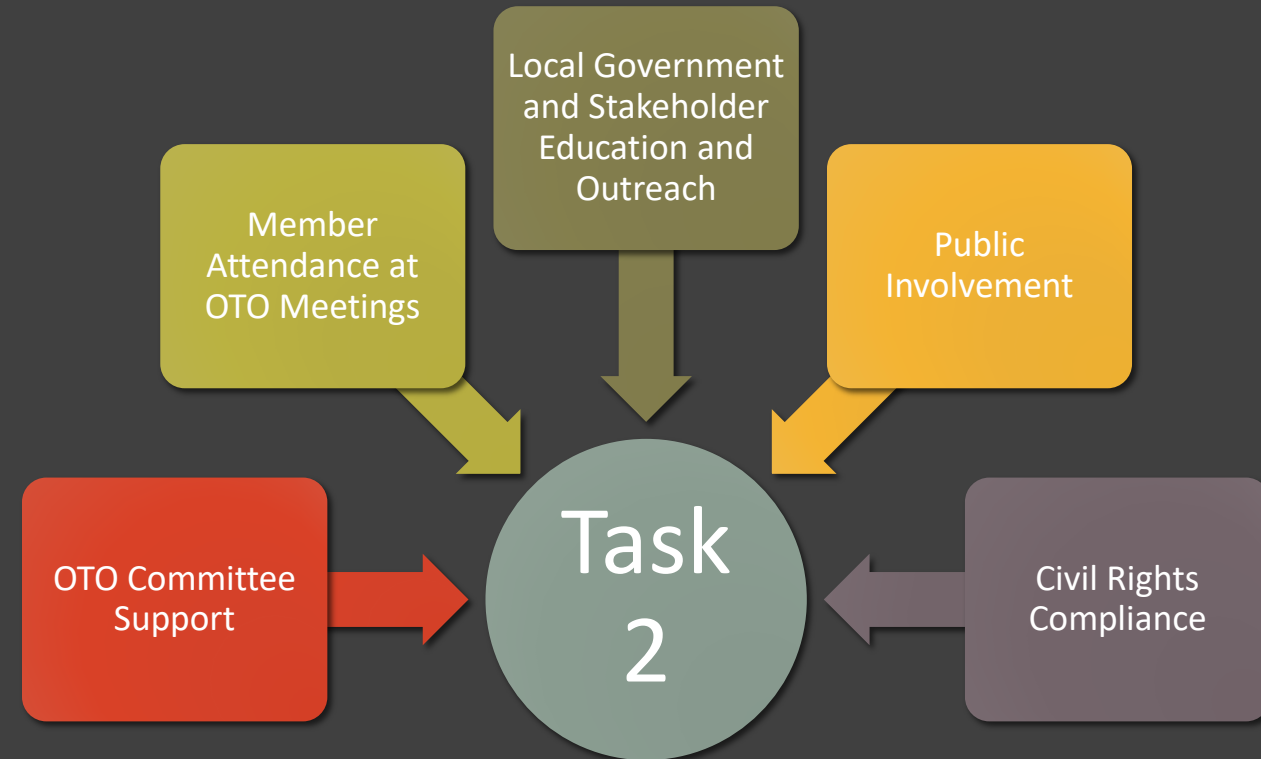 Local Government
and Stakeholder
Education and
Outreach
Member
Attendance at
OTO Meetings
Public
Involvement
OTO Committee
Support
Task
2
Civil Rights
Compliance